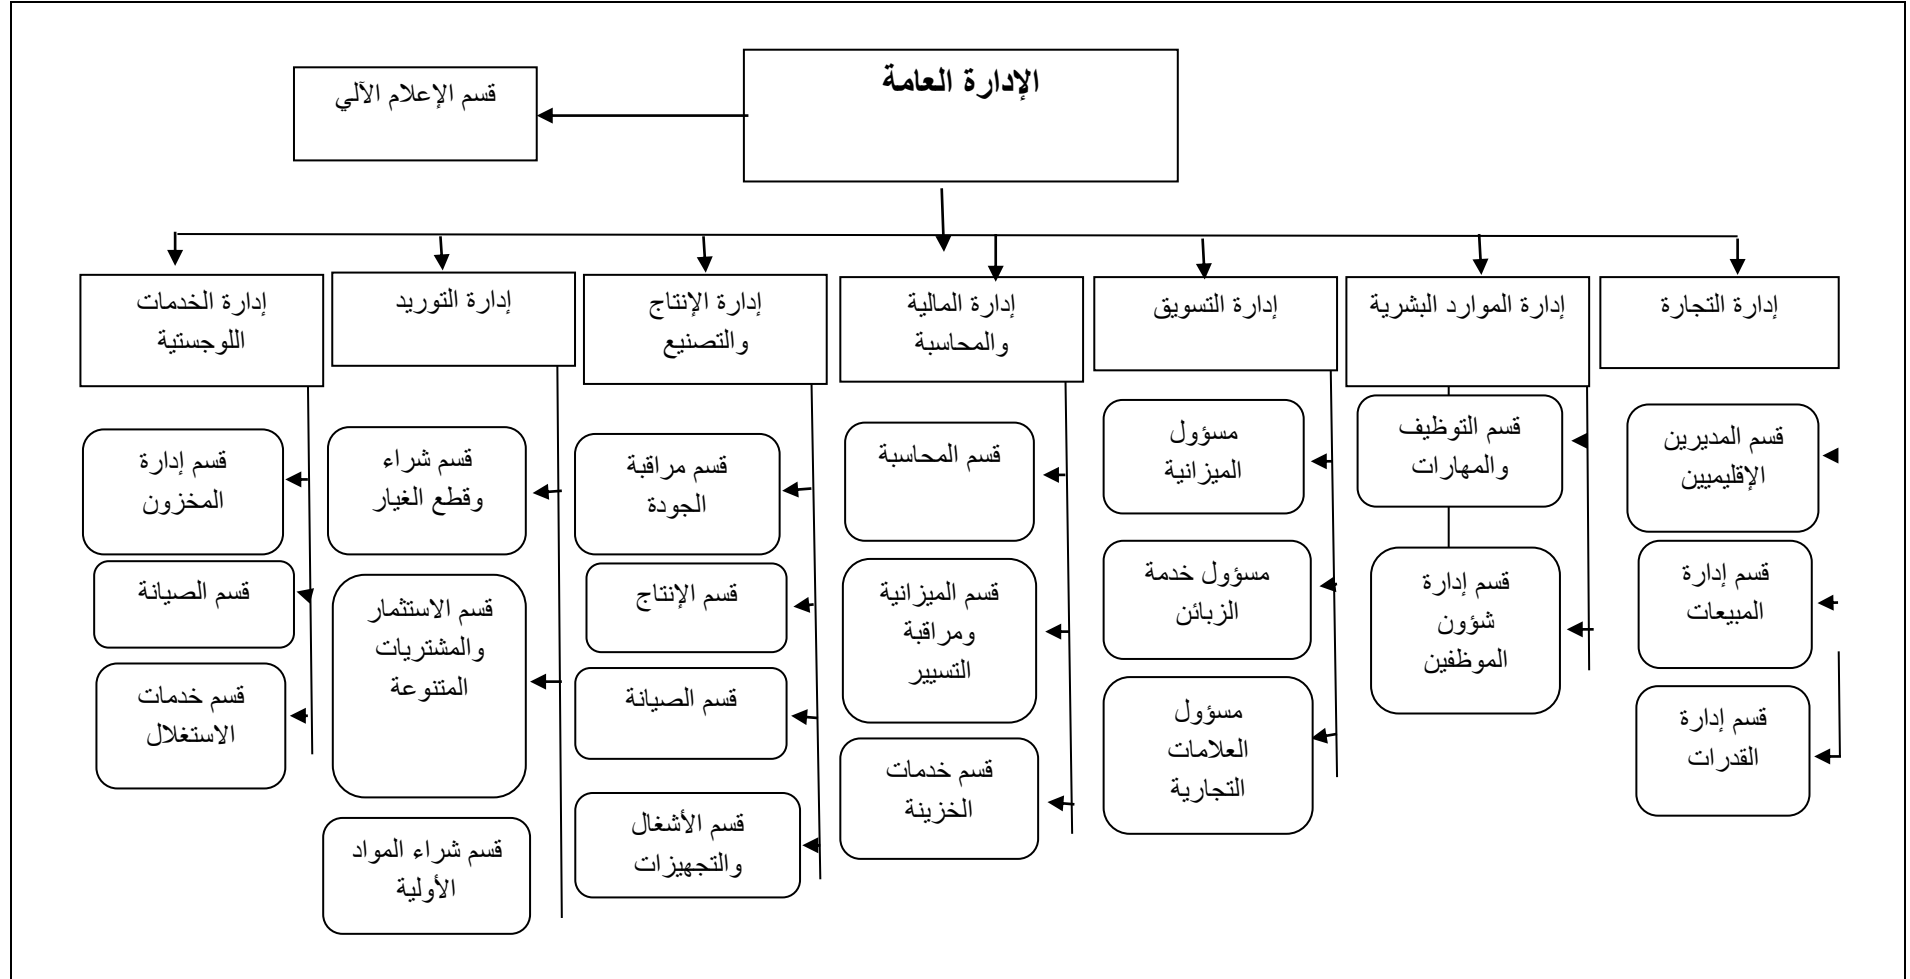 الإدارة العامة
قسم الإعلام الآلي
إدارة التجارة
إدارة الموارد البشرية
إدارة التسويق
إدارة المالية
والمحاسبة
إدارة الإنتاج
والتصنيع
إدارة التوريد
إدارة الخدمات
اللوجستية
قسم المديرين
الإقليميين
قسم إدارة
المبيعات
قسم إدارة
القدرات
قسم التوظيف
والمهارات
قسم إدارة
شؤون
الموظفين
مسؤول
الميزانية
مسؤول خدمة
الزبائن
مسؤول
العلامات
التجارية
قسم المحاسبة
قسم الميزانية
ومراقبة
التسيير
قسم خدمات
الخزينة
قسم مراقبة
الجودة
قسم الإنتاج
قسم الصيانة
قسم الأشغال
والتجهيزات
قسم شراء
وقطع الغيار
قسم الاستثمار
والمشتريات
المتنوعة
قسم شراء المواد
الأولية
قسم إدارة
المخزون
قسم الصيانة
قسم خدمات
الاستغلال